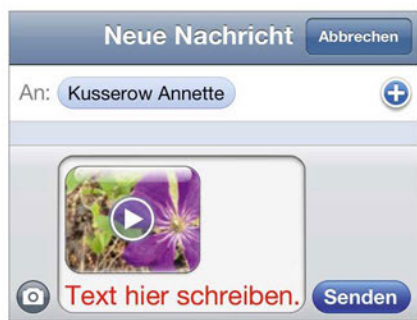 Neue Nachricht Abbrechen
An: Kusserow Annette
Text hier schreiben. Senden